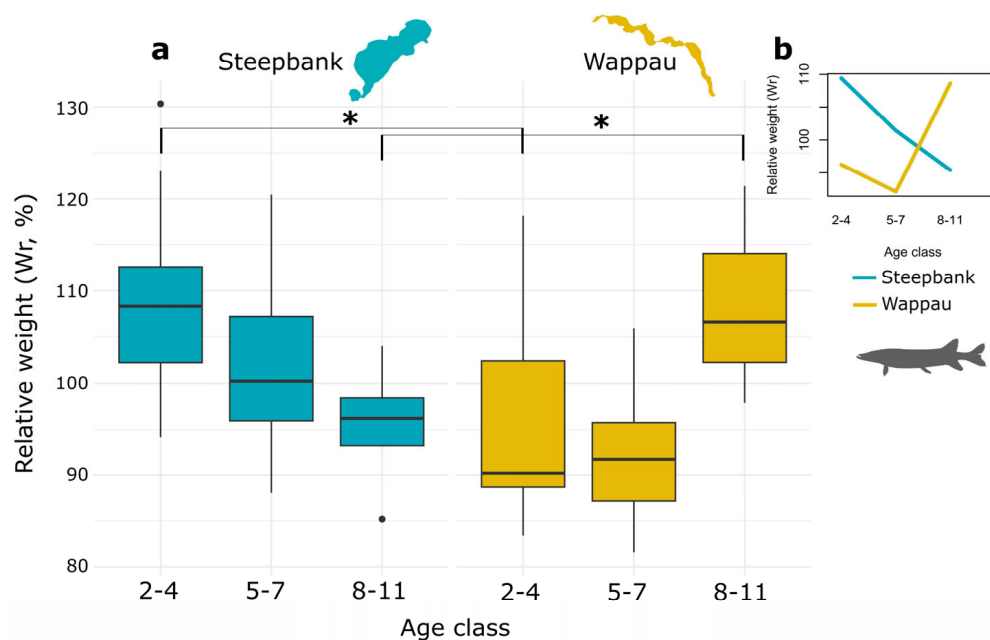 a
Steepbank
Wappau
b
Relative weight (Wr, %)
130
120
110
100
90
80
*
*
2-4
5-7
8-11
2-4
5-7
8-11
Age class
Relative weight (Wr)
110
100
2-4
5-7
8-11
Age class
Steepbank
Wappau